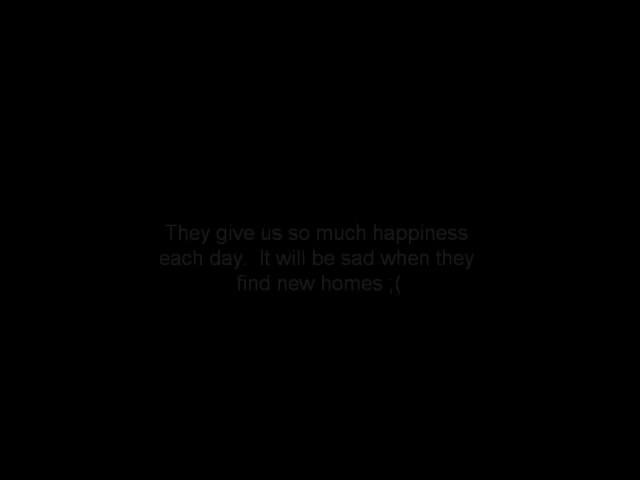 They give us so much happiness
each day.  It will be sad when they
find new homes ;(